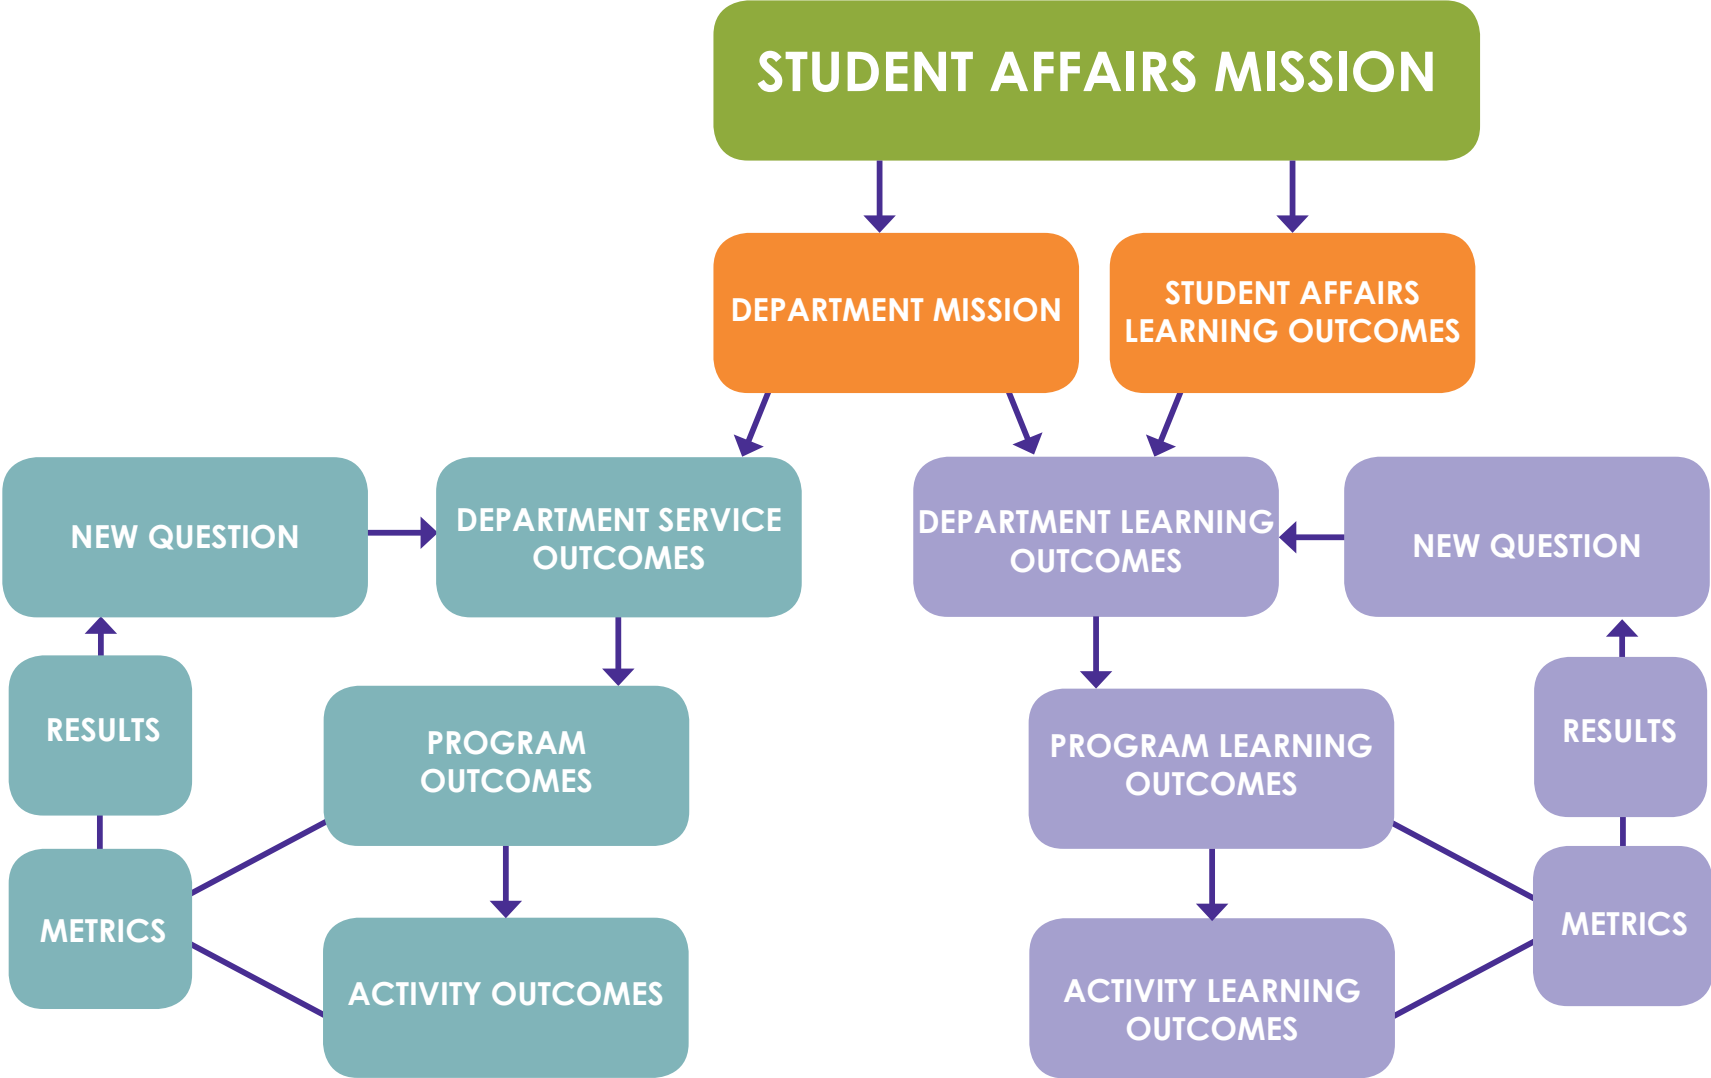 STUDENT AFFAIRS MISSION
DEPARTMENT MISSION
STUDENT AFFAIRS
LEARNING OUTCOMES
NEW QUESTION
DEPARTMENT SERVICE
OUTCOMES
DEPARTMENT LEARNING
OUTCOMES
NEW QUESTION
RESULTS
PROGRAM
OUTCOMES
PROGRAM LEARNING
OUTCOMES
RESULTS
METRICS
ACTIVITY OUTCOMES
ACTIVITY LEARNING
OUTCOMES
METRICS